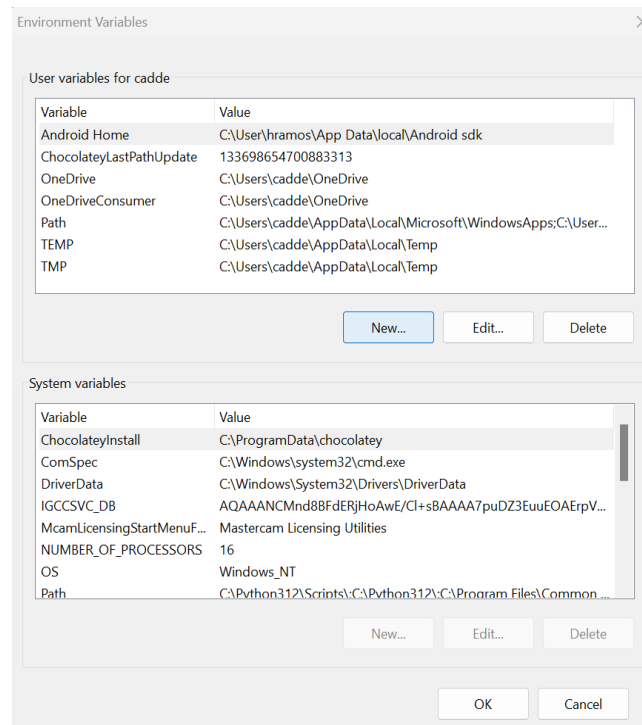 Environment Variables
User variables for cadde
Variable Value
Android Home C:\User\hramos\App Data\local\Android sdk
ChocolateyLastPathUpdate 133698654700883313
OneDrive C:\Users\cadde\OneDrive
OneDriveConsumer C:\Users\cadde\OneDrive
Path C:\Users\cadde\AppData\Local\Microsoft\WindowsApps;C:\User...
TEMP C:\Users\cadde\AppData\Local\Temp
TMP C:\Users\cadde\AppData\Local\Temp
New... Edit... Delete
System variables
Variable Value
ChocolateyInstall C:\ProgramData\chocolatey
ComSpec C:\Windows\system32\cmd.exe
DriverData C:\Windows\System32\Drivers\DriverData
IGCCSVC_DB AQAAANCMnd8BFdERjHoAwE/Cl+sBAAAA7puDZ3EuuEOAErpV...
McamLicensingStartMenuF... Mastercam Licensing Utilities
NUMBER_OF_PROCESSORS 16
OS Windows_NT
Path C:\Python312\Scripts\;C:\Python312\;C:\Program Files\Common ...
New... Edit... Delete
OK Cancel